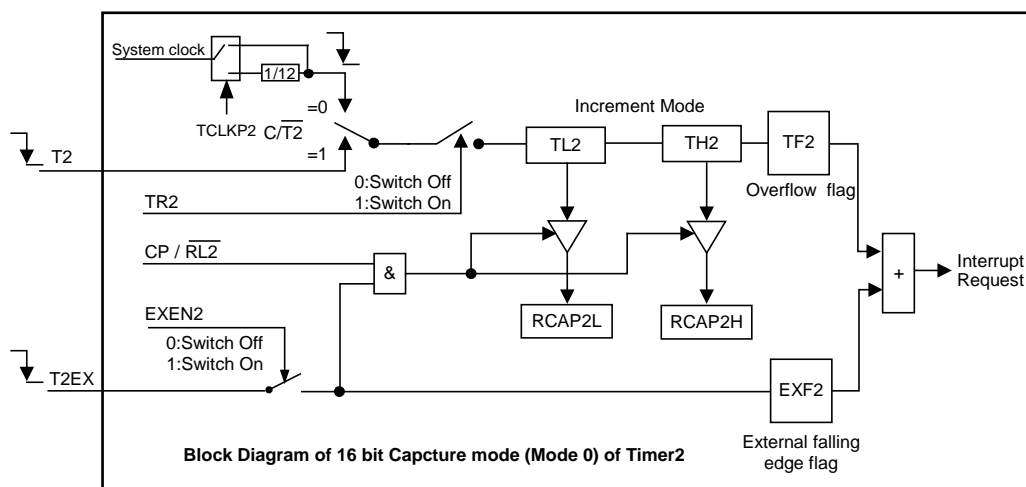 System clock
1/12
TCLKP2
=0
C/T2
=1
T2
TR2
0:Switch Off
1:Switch On
Increment Mode
TL2
TH2
TF2
Overflow flag
CP / RL2
&
RCAP2L
RCAP2H
+
Interrupt
Request
EXEN2
0:Switch Off
1:Switch On
T2EX
EXF2
External falling
edge flag
Block Diagram of 16 bit Capcture mode (Mode 0) of Timer2